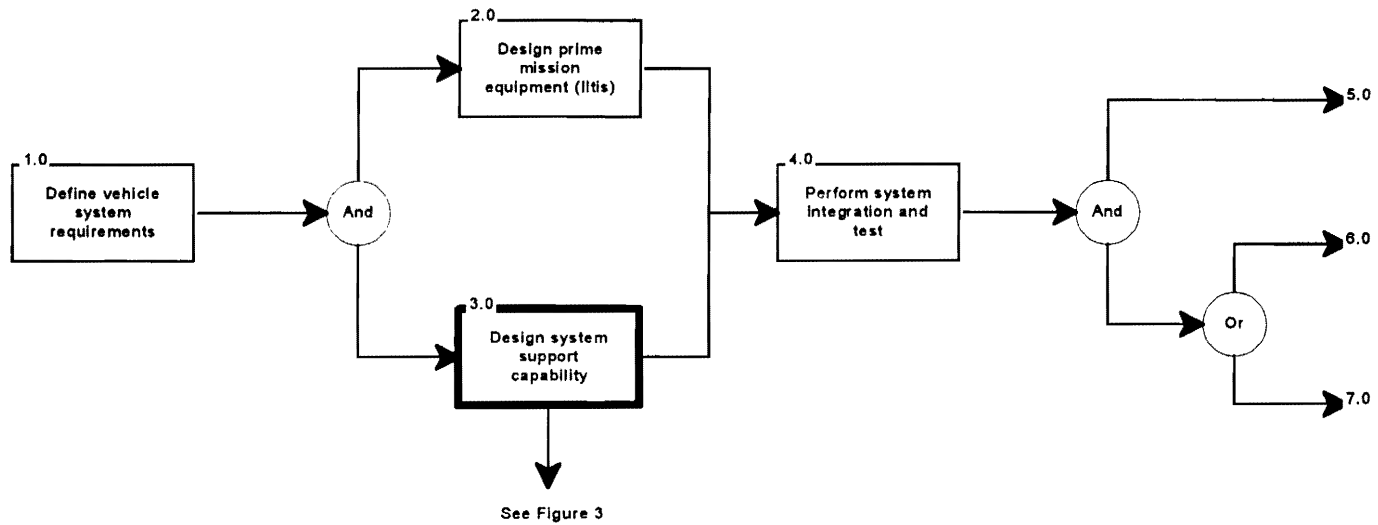 1.0
Define vehicle
system
requirements
And
2.0
Design prime
mission
equipment (Iltis)
3.0
Design system
support
capability
See Figure 3
4.0
Perform system
integration and
test
And
5.0
Or
6.0
7.0